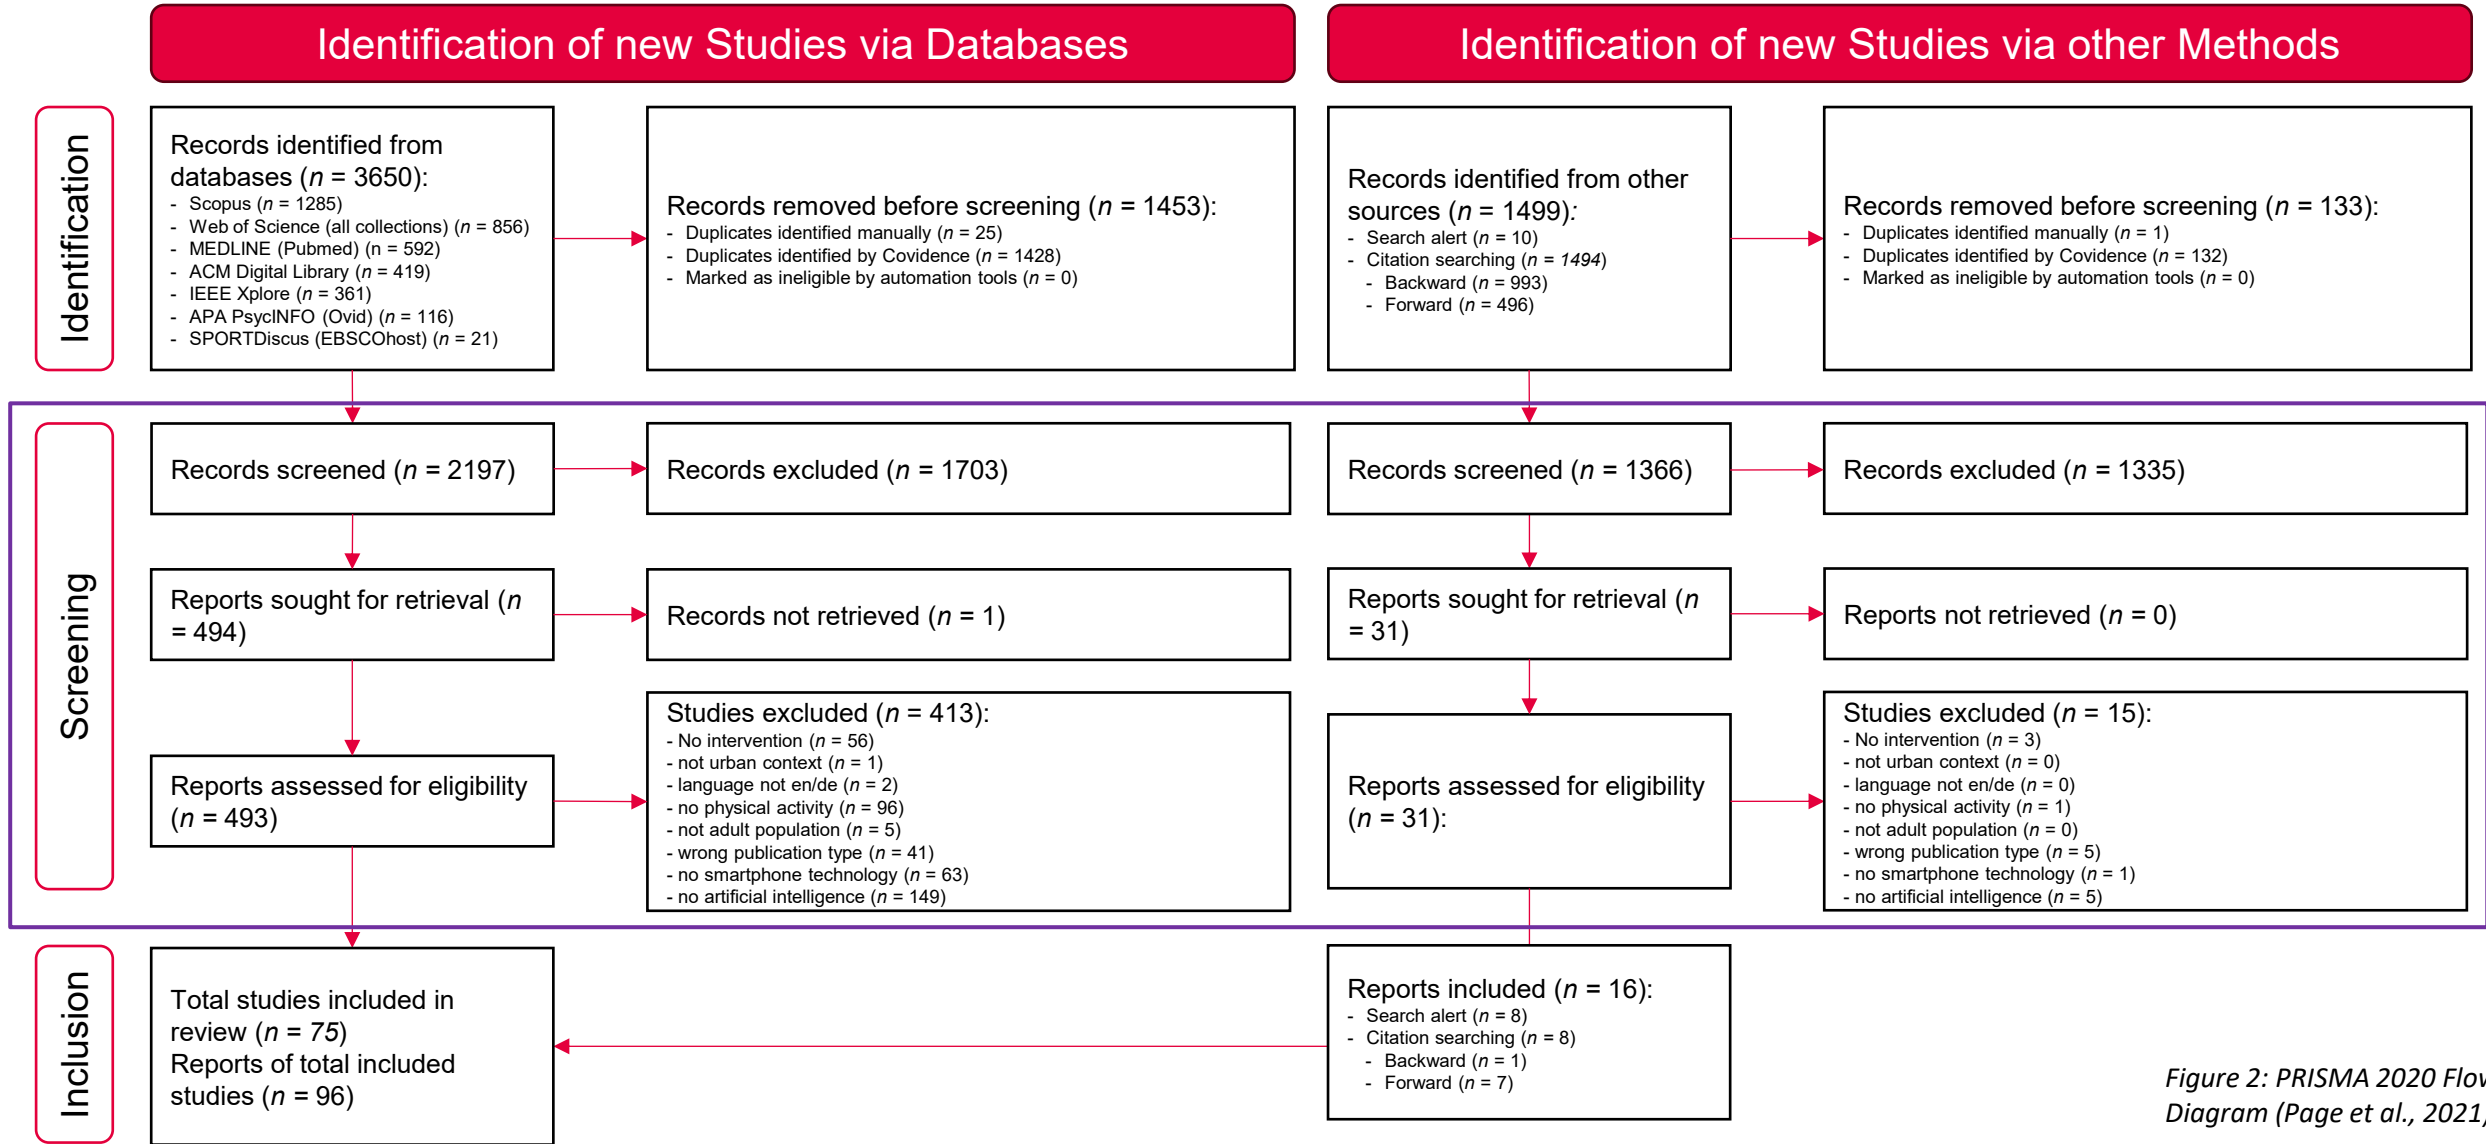 Identification of new Studies via Databases
Identification of new Studies via other Methods
Identification
Records identified from
databases (n = 3650):
- Scopus (n = 1285)
- Web of Science (all collections) (n = 856)
- MEDLINE (Pubmed) (n = 592)
- ACM Digital Library (n = 419)
- IEEE Xplore (n = 361)
- APA PsycINFO (Ovid) (n = 116)
- SPORTDiscus (EBSCOhost) (n = 21)
Records removed before screening (n = 1453):
- Duplicates identified manually (n = 25)
- Duplicates identified by Covidence (n = 1428)
- Marked as ineligible by automation tools (n = 0)
Records identified from other
sources (n = 1499):
- Search alert (n = 10)
- Citation searching (n = 1494)
- Backward (n = 993)
- Forward (n = 496)
Records removed before screening (n = 133):
- Duplicates identified manually (n = 1)
- Duplicates identified by Covidence (n = 132)
- Marked as ineligible by automation tools (n = 0)
Screening
Records screened (n = 2197)
Records excluded (n = 1703)
Records screened (n = 1366)
Records excluded (n = 1335)
Reports sought for retrieval (n
= 494)
Records not retrieved (n = 1)
Reports sought for retrieval (n
= 31)
Reports not retrieved (n = 0)
Reports assessed for eligibility
(n = 493)
Studies excluded (n = 413):
- No intervention (n = 56)
- not urban context (n = 1)
- language not en/de (n = 2)
- no physical activity (n = 96)
- not adult population (n = 5)
- wrong publication type (n = 41)
- no smartphone technology (n = 63)
- no artificial intelligence (n = 149)
Reports assessed for eligibility
(n = 31):
Studies excluded (n = 15):
- No intervention (n = 3)
- not urban context (n = 0)
- language not en/de (n = 0)
- no physical activity (n = 1)
- not adult population (n = 0)
- wrong publication type (n = 5)
- no smartphone technology (n = 1)
- no artificial intelligence (n = 5)
Inclusion
Total studies included in
review (n = 75)
Reports of total included
studies (n = 96)
Reports included (n = 16):
- Search alert (n = 8)
- Citation searching (n = 8)
- Backward (n = 1)
- Forward (n = 7)
Figure 2: PRISMA 2020 Flow
Diagram (Page et al., 2021)